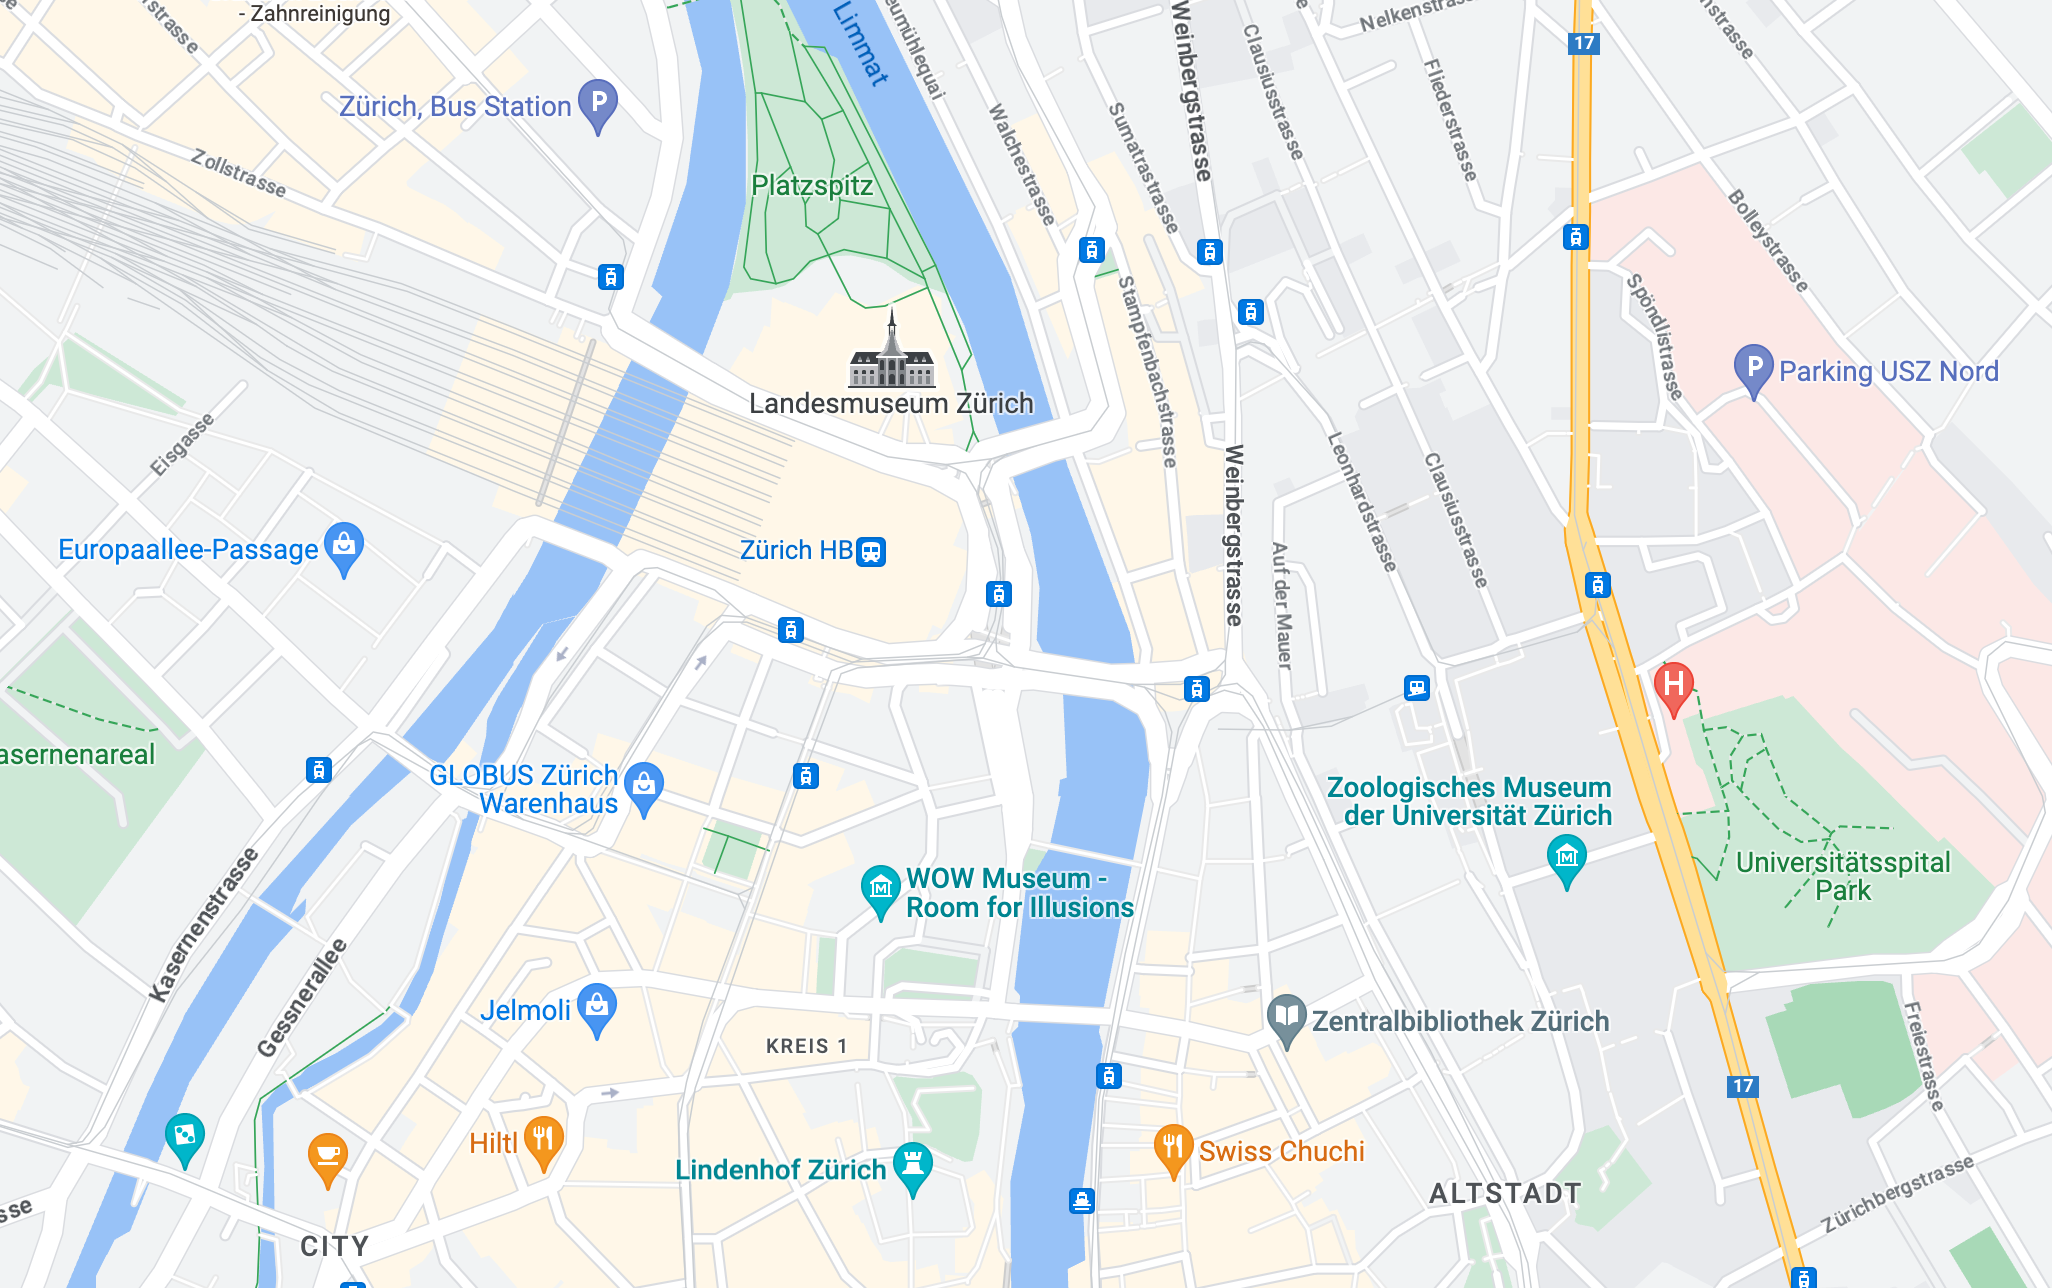 - Zahnreinigung
Limmat
eumühlequai
Weinbergstrasse
Nelkenstrasse
17
Clausiusstrasse
Fliederstrasse
Zürich, Bus Station
P
Walchestrasse
Sumatrastrasse
Zollstrasse
Platzspitz
Bolleystrasse
Stampfenbachstrasse
Spöndlistrasse
P
Parking USZ Nord
Landesmuseum Zürich
Eisgasse
Weinbergstrasse
Leonhardstrasse
Clausiusstrasse
Europaallee-Passage
Zürich HB
Auf der Mauer
H
asernenareal
GLOBUS Zürich
Warenhaus
Zoologisches Museum
der Universität Zürich
M
Universitätsspital
Park
M
WOW Museum -
Room for Illusions
Kasernenstrasse
Gessnerallee
Jelmoli
KREIS 1
Zentralbibliothek Zürich
Freiestrasse
17
Hiltl
Lindenhof Zürich
Swiss Chuchi
ALTSTADT
Zürichbergstrasse
sse
CITY